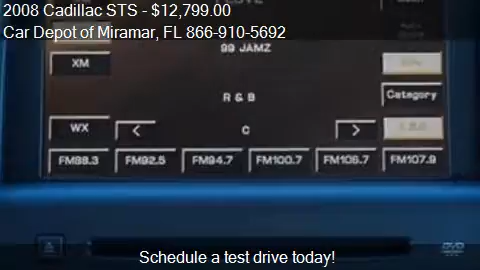 2008 Cadillac STS - $12,799.00
Car Depot of Miramar, FL 866-910-5692
99 JAMZ
XM
R & B
Category
WX
<
C
>
FM88.3
FM92.5
FM94.7
FM100.7
FM106.7
FM107.9
DVD
Schedule a test drive today!